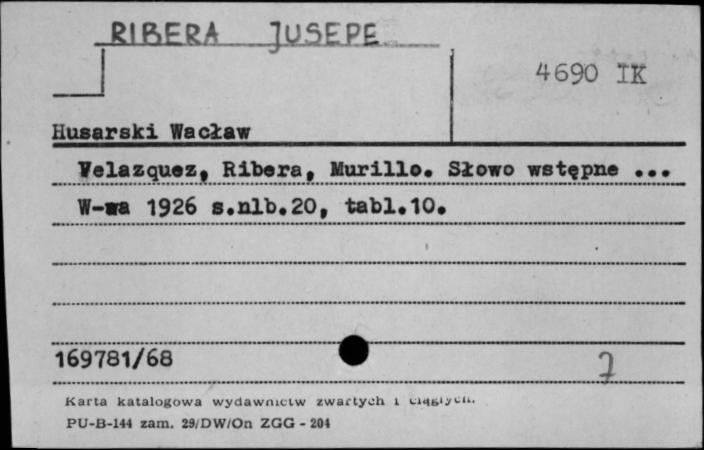 RIBERA JUSEPE
4690 IK
Husarski Wacław
Velazquez, Ribera, Murillo. Słowo wstępne ...
W-wa 1926 s.nlb.20, tabl.10.
169781/68
7
Karta katalogowa wydawnictw zwartych i ciągłych.
PU-B-144 zam. 29/DW/On ZGG - 204